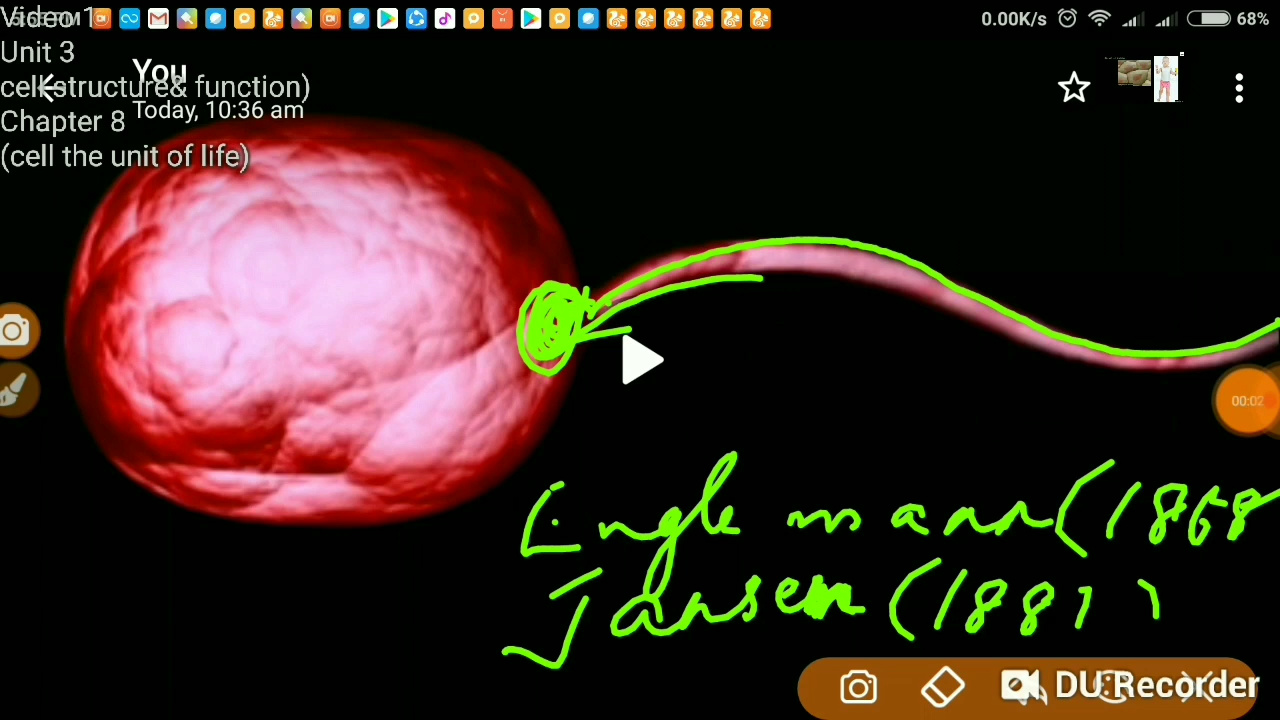 Video 1
0.00K/s 68%
Unit 3
You
cell structure& function)
Today, 10:36 am
Chapter 8
(cell the unit of life)
00:02
Engle mann (1868
Jansen (1887)
DU Recorder